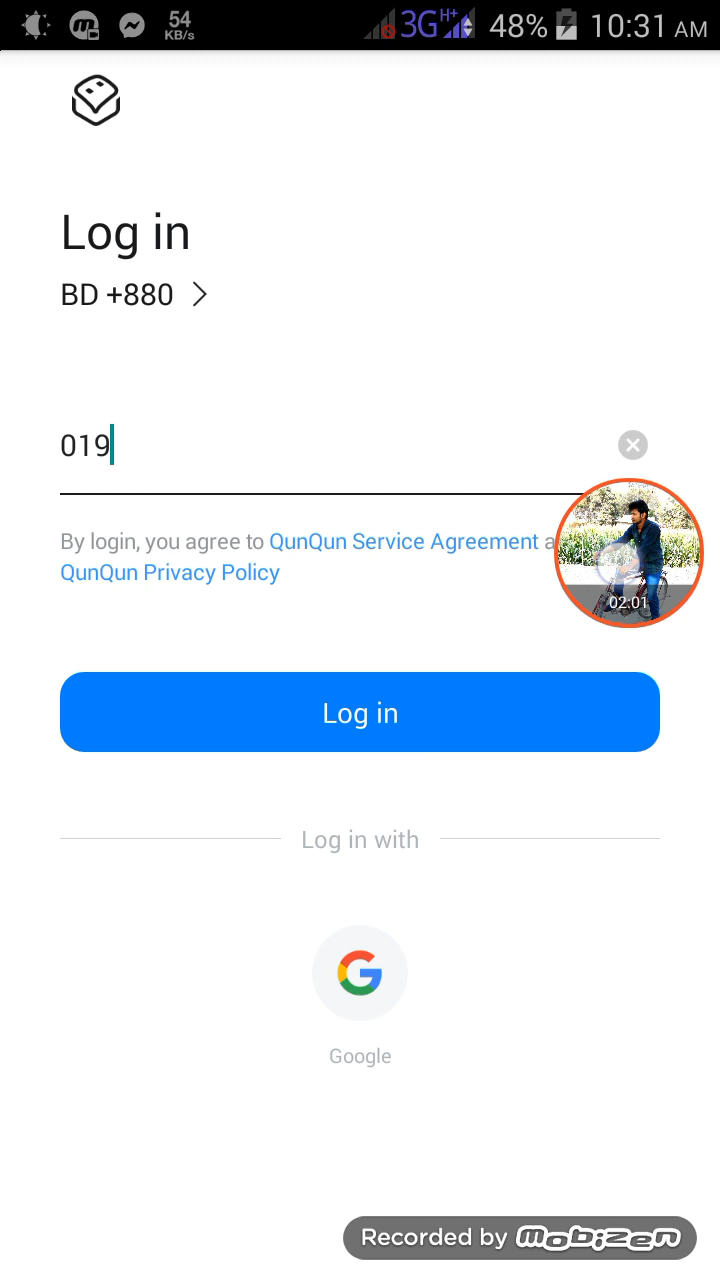 54
KB/s
3G H+ 48% 10:31 AM
Log in
BD +880
019
By login, you agree to QunQun Service Agreement a
QunQun Privacy Policy
02:01
Log in
Log in with
Google
Recorded by mobizen